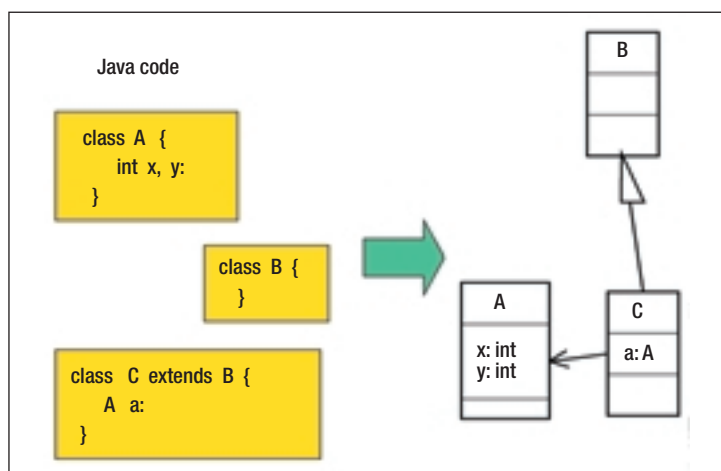 Java code
class A {
int x, y:
}
class B {
}
class C extends B {
A a:
}
B
A
x: int
y: int
C
a: A